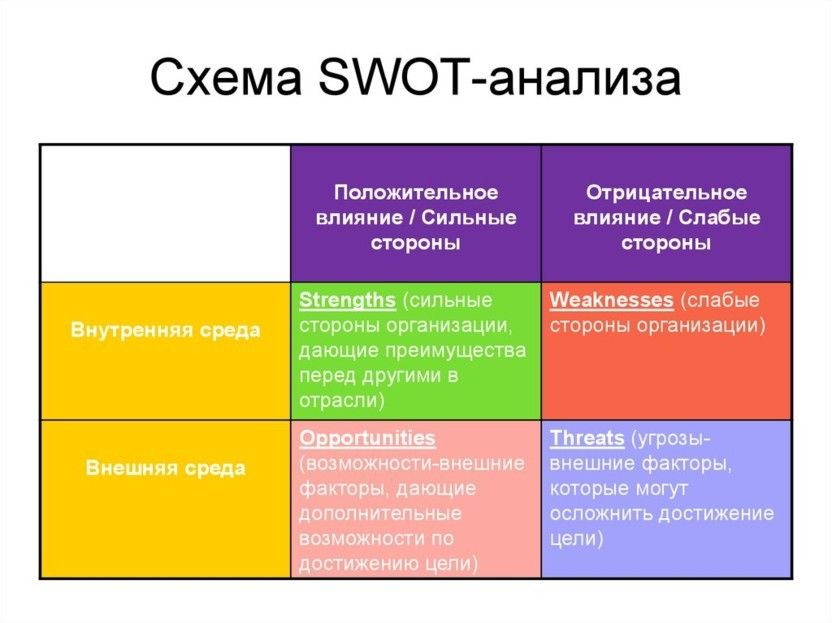 Схема SWOT-анализа
Положительное
влияние / Сильные
стороны
Отрицательное
влияние / Слабые
стороны
Внутренняя среда
Strengths (сильные
стороны организации,
дающие преимущества
перед другими в
отрасли)
Weaknesses (слабые
стороны организации)
Внешняя среда
Opportunities
(возможности-внешние
факторы, дающие
дополнительные
возможности по
достижению цели)
Threats (угрозы-
внешние факторы,
которые могут
осложнить достижение
цели)